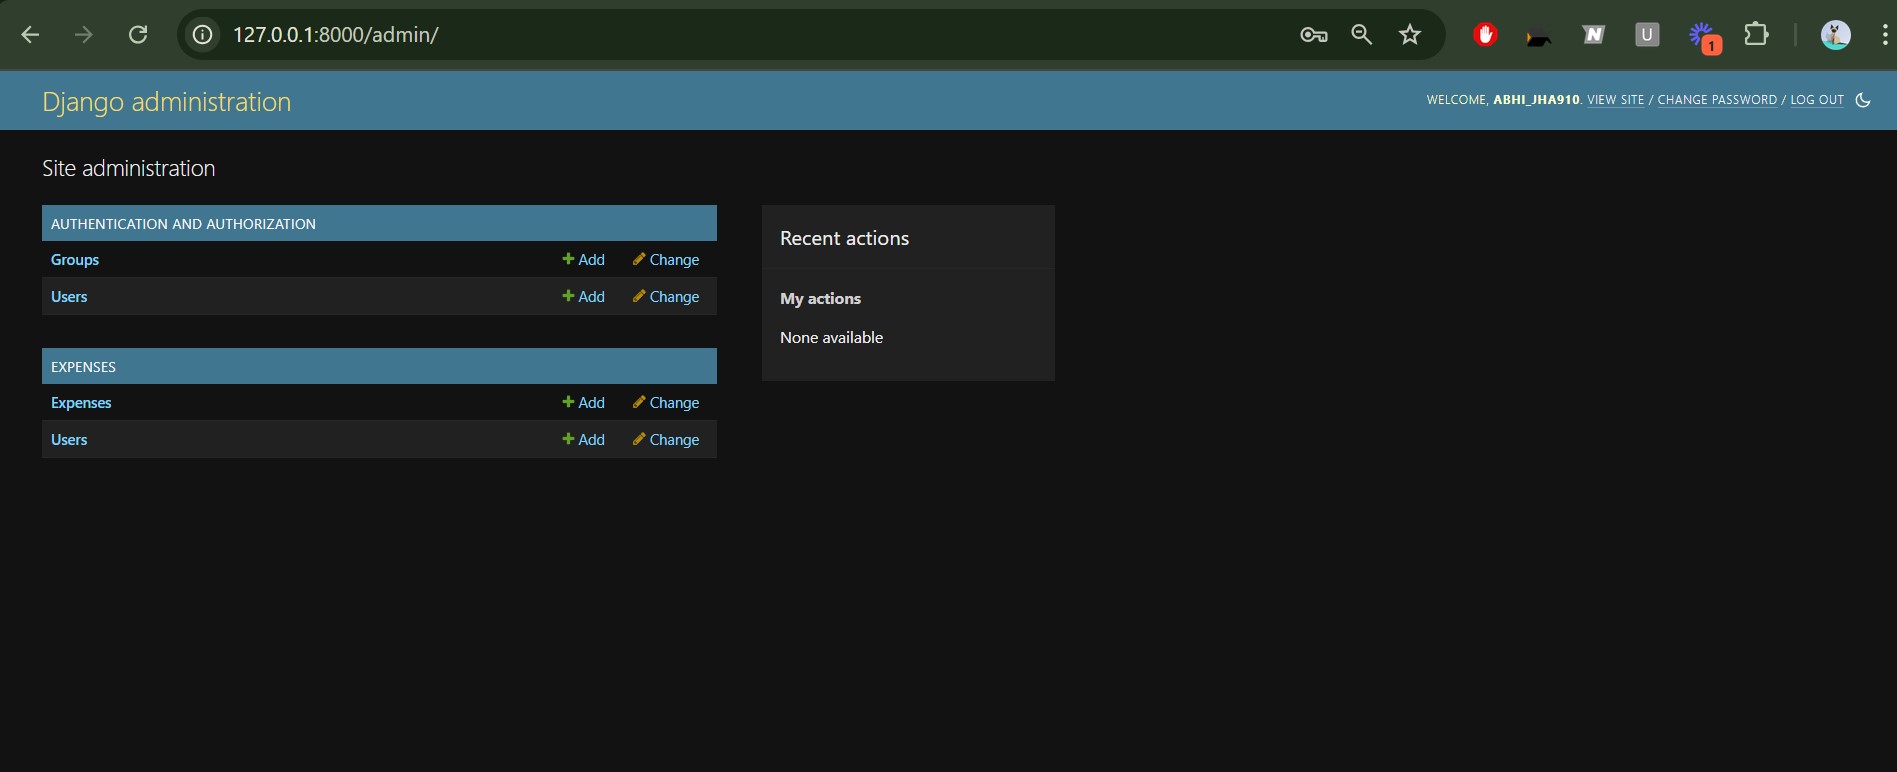 127.0.0.1:8000/admin/
N
U
1
Django administration
WELCOME, ABHI_JHA910. VIEW SITE / CHANGE PASSWORD / LOG OUT
Site administration
AUTHENTICATION AND AUTHORIZATION
Groups Add Change
Users Add Change
EXPENSES
Expenses Add Change
Users Add Change
Recent actions
My actions
None available